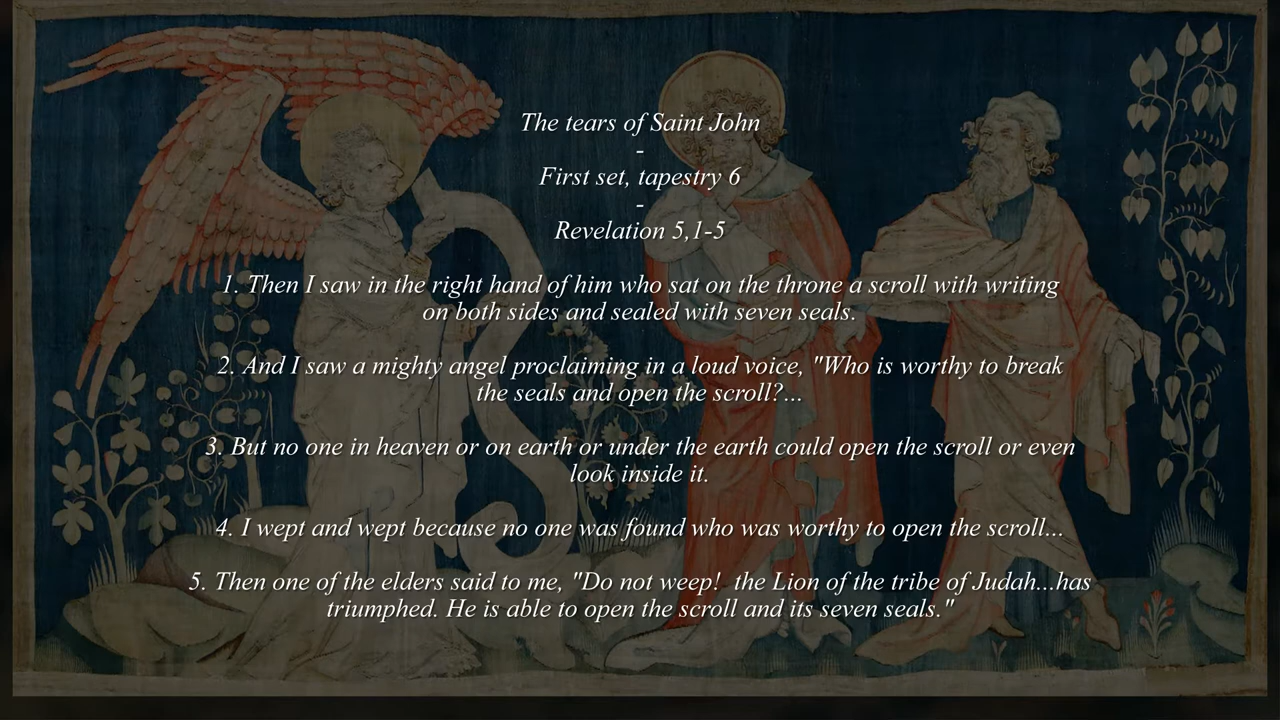 The tears of Saint John
-
First set, tapestry 6
-
Revelation 5,1-5
1. Then I saw in the right hand of him who sat on the throne a scroll with writing
on both sides and sealed with seven seals.
2. And I saw a mighty angel proclaiming in a loud voice, "Who is worthy to break
the seals and open the scroll?...
3. But no one in heaven or on earth or under the earth could open the scroll or even
look inside it.
4. I wept and wept because no one was found who was worthy to open the scroll...
5. Then one of the elders said to me, "Do not weep!  the Lion of the tribe of Judah...has
triumphed. He is able to open the scroll and its seven seals."